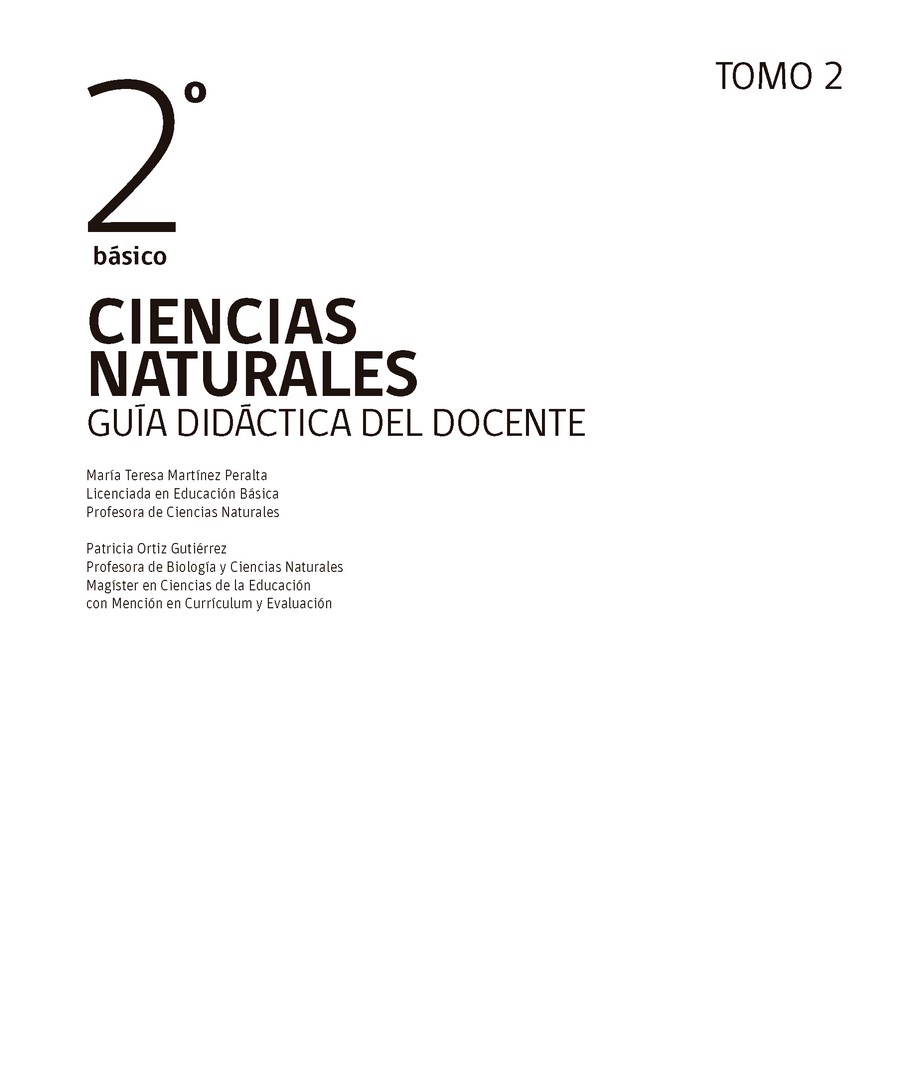 TOMO 2
2º
básico
CIENCIAS
NATURALES
GUÍA DIDÁCTICA DEL DOCENTE
María Teresa Martínez Peralta
Licenciada en Educación Básica
Profesora de Ciencias Naturales
Patricia Ortiz Gutiérrez
Profesora de Biología y Ciencias Naturales
Magíster en Ciencias de la Educación
con Mención en Currículum y Evaluación